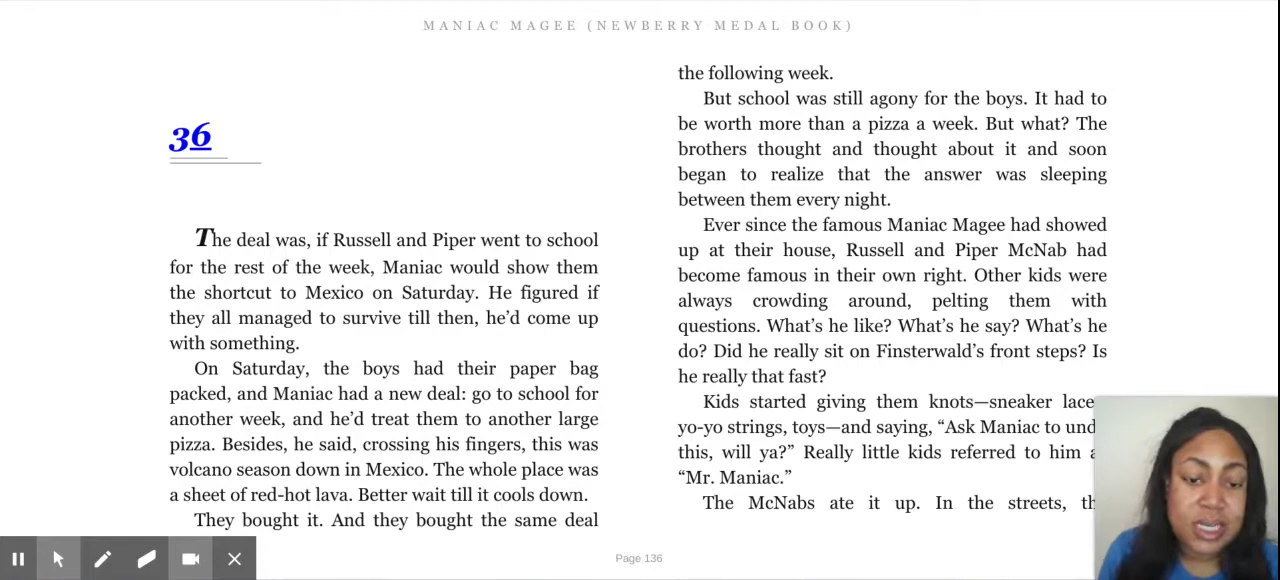 MANIAC MAGEE (NEWBERRY MEDAL BOOK)
36
The deal was, if Russell and Piper went to school
for the rest of the week, Maniac would show them
the shortcut to Mexico on Saturday. He figured if
they all managed to survive till then, he’d come up
with something.
On Saturday, the boys had their paper bag
packed, and Maniac had a new deal: go to school for
another week, and he’d treat them to another large
pizza. Besides, he said, crossing his fingers, this was
volcano season down in Mexico. The whole place was
a sheet of red-hot lava. Better wait till it cools down.
They bought it. And they bought the same deal
the following week.
But school was still agony for the boys. It had to
be worth more than a pizza a week. But what? The
brothers thought and thought about it and soon
began to realize that the answer was sleeping
between them every night.
Ever since the famous Maniac Magee had showed
up at their house, Russell and Piper McNab had
become famous in their own right. Other kids were
always crowding around, pelting them with
questions. What’s he like? What’s he say? What’s he
do? Did he really sit on Finsterwald’s front steps? Is
he really that fast?
Kids started giving them knots—sneaker lace
yo-yo strings, toys—and saying, “Ask Maniac to und
this, will ya?” Really little kids referred to him
“Mr. Maniac.”
The McNabs ate it up. In the streets, th
Page 136